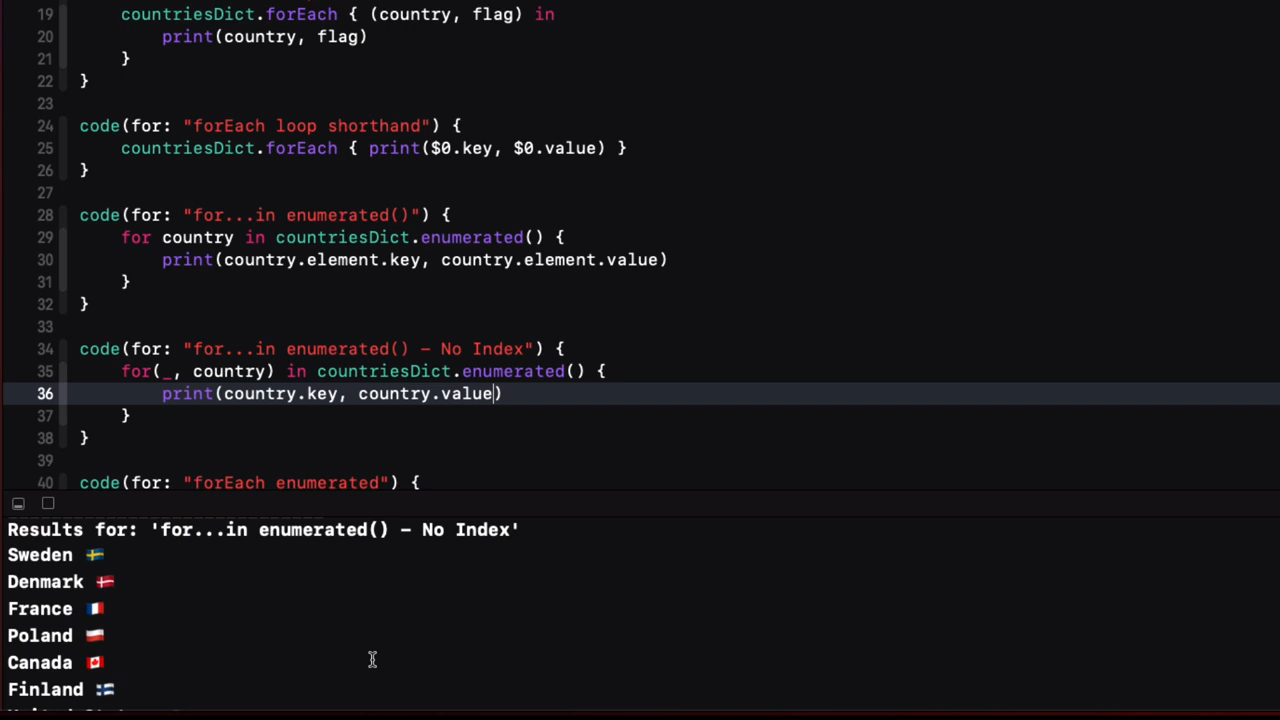 19 countriesDict.forEach { (country, flag) in
20 print(country, flag)
21 }
22 }
23
24 code(for: "forEach loop shorthand") {
25 countriesDict.forEach { print($0.key, $0.value) }
26 }
27
28 code(for: "for...in enumerated()") {
29 for country in countriesDict.enumerated() {
30 print(country.element.key, country.element.value)
31 }
32 }
33
34 code(for: "for...in enumerated() – No Index") {
35 for(_, country) in countriesDict.enumerated() {
36 print(country.key, country.value)
37 }
38 }
39
40 code(for: "forEach enumerated") {
Results for: 'for...in enumerated() – No Index'
Sweden 🇸🇪
Denmark 🇩🇰
France 🇫🇷
Poland 🇵🇱
Canada 🇨🇦
Finland 🇫🇮